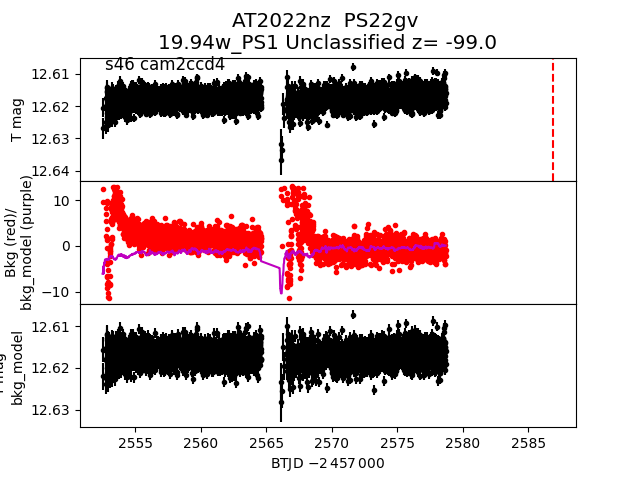 AT2022nz  PS22gv
19.94w_PS1 Unclassified z= -99.0
s46 cam2ccd4
12.61
12.62
12.63
12.64
T mag
10
0
−10
Bkg (red)/
bkg_model (purple)
12.61
12.62
12.63
bkg_model
2555 2560 2565 2570 2575 2580 2585
BTJD −2 457 000